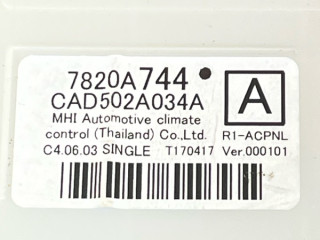 7820A744
CAD502A034A
A
MHI Automotive climate
control (Thailand) Co.,Ltd. R1-ACPNL
C4.06.03 SINGLE T170417 Ver.000101